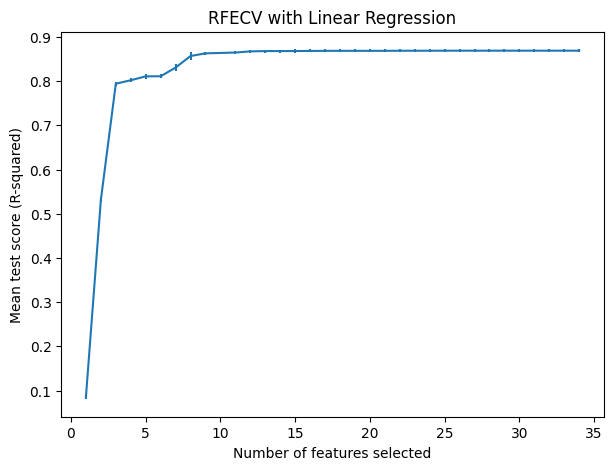 RFECV with Linear Regression
Mean test score (R-squared)
0.9
0.8
0.7
0.6
0.5
0.4
0.3
0.2
0.1
0 5 10 15 20 25 30 35
Number of features selected